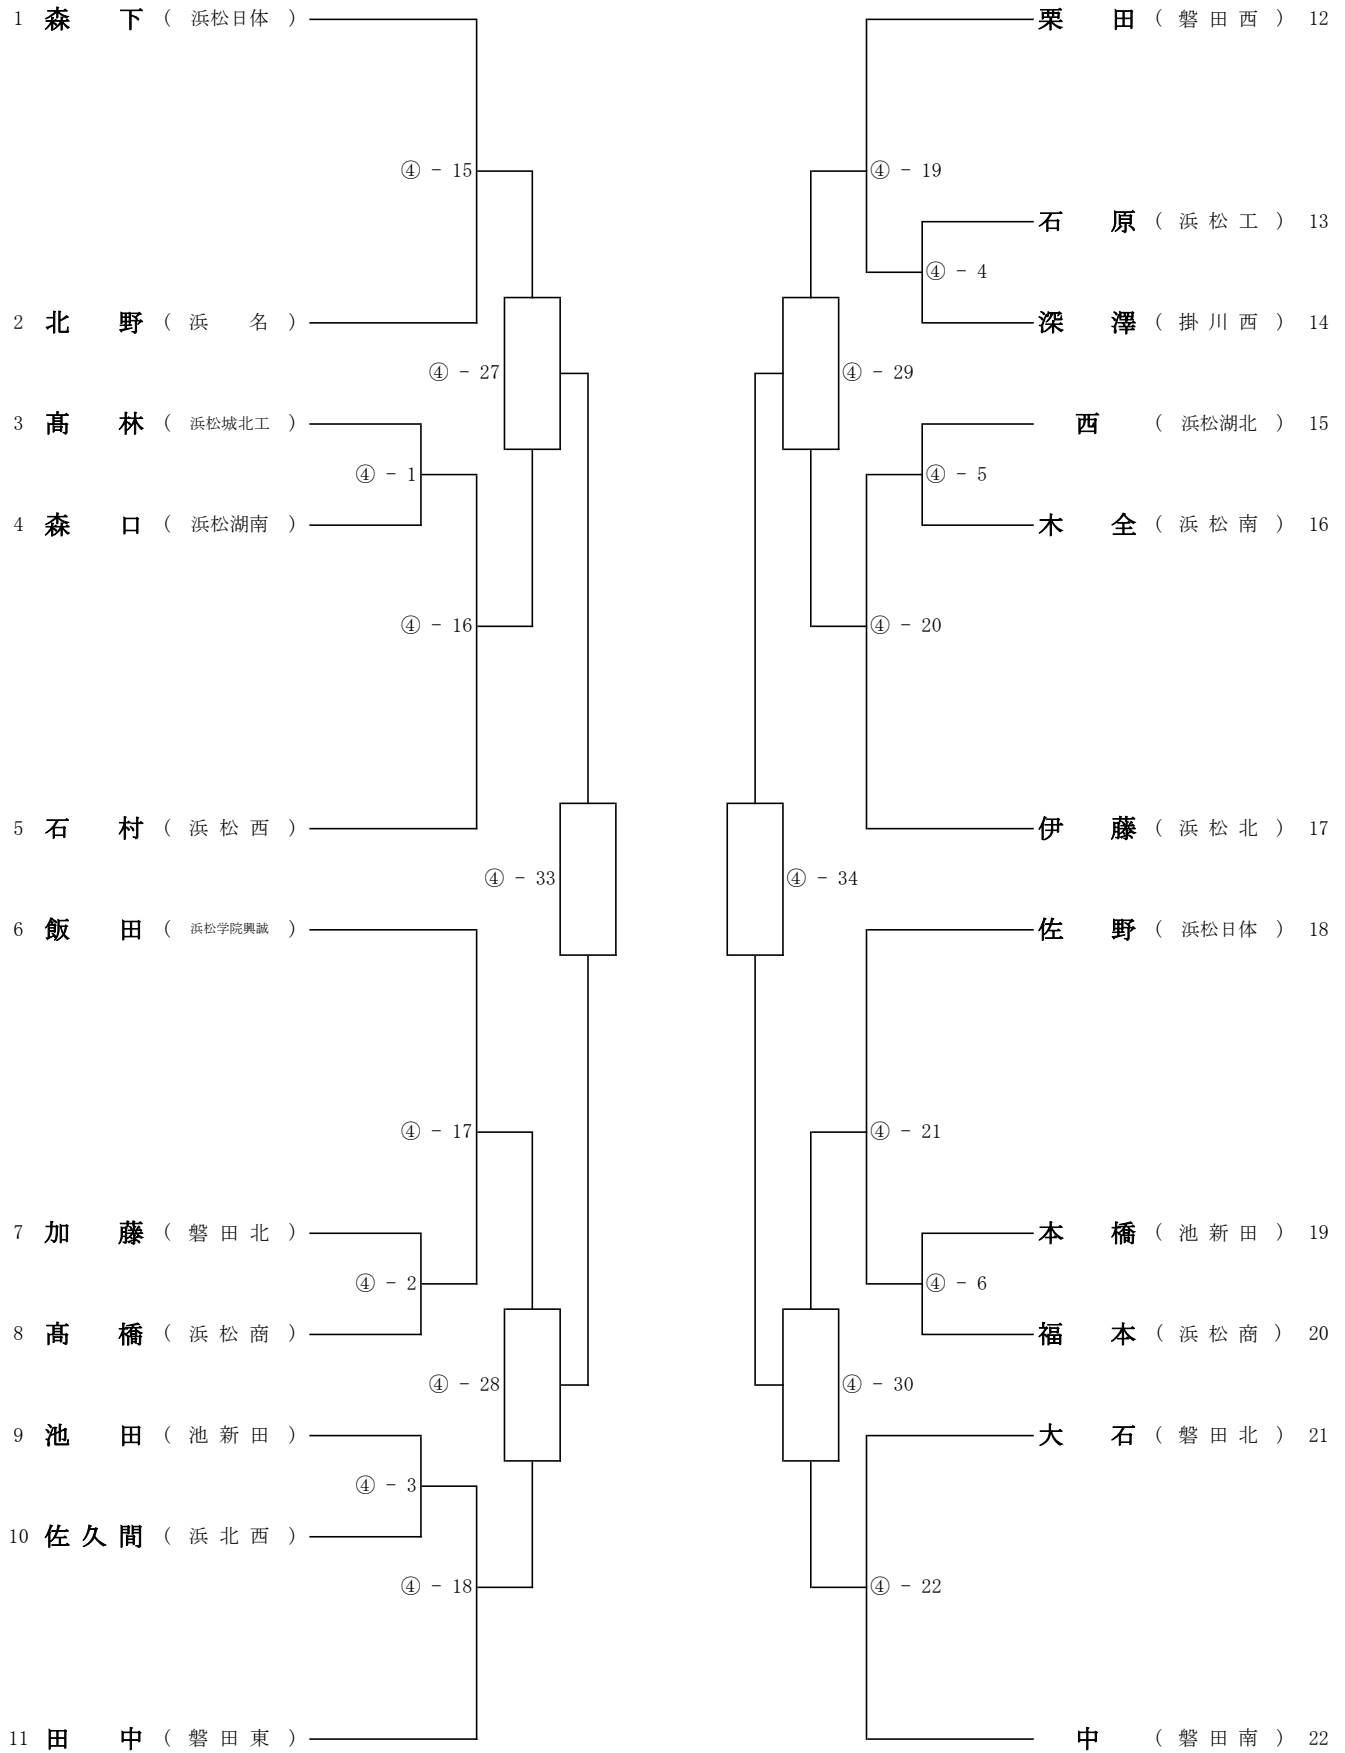 1 森 下 ( 浜松日体 )
④ - 15
2 北 野 ( 浜 名 )
④ - 27
3 髙 林 ( 浜松城北工 )
④ - 1
4 森 口 ( 浜松湖南 )
④ - 16
5 石 村 ( 浜 松 西 )
④ - 33
6 飯 田 ( 浜松学院興誠 )
④ - 17
7 加 藤 ( 磐 田 北 )
④ - 2
8 髙 橋 ( 浜 松 商 )
④ - 28
9 池 田 ( 池 新 田 )
④ - 3
10 佐 久 間 ( 浜 北 西 )
④ - 18
11 田 中 ( 磐 田 東 )
栗 田 ( 磐 田 西 ) 12
④ - 19
石 原 ( 浜 松 工 ) 13
④ - 4
深 澤 ( 掛 川 西 ) 14
④ - 29
西 ( 浜松湖北 ) 15
④ - 5
木 全 ( 浜 松 南 ) 16
④ - 20
伊 藤 ( 浜 松 北 ) 17
④ - 34
佐 野 ( 浜松日体 ) 18
④ - 21
本 橋 ( 池 新 田 ) 19
④ - 6
福 本 ( 浜 松 商 ) 20
④ - 30
大 石 ( 磐 田 北 ) 21
④ - 22
中 ( 磐 田 南 ) 22